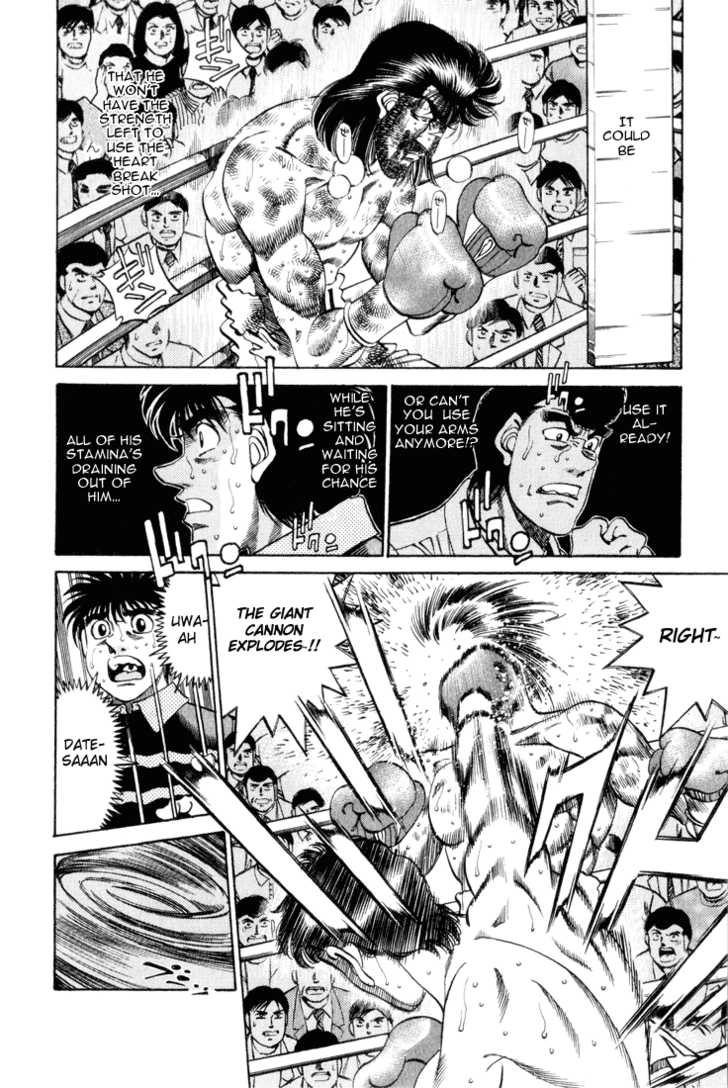 IT
COULD
BE
THAT HE
WON'T
HAVE THE
STRENGTH
LEFT TO
USE THE
HEART
BREAK
SHOT...
USE IT
AL-
READY!
OR CAN'T
YOU USE
YOUR ARMS
ANYMORE!?
WHILE
HE'S
SITTING
AND
WAITING
FOR HIS
CHANCE
ALL OF HIS
STAMINA'S
DRAINING
OUT OF
HIM...
RIGHT~
THE GIANT
CANNON
EXPLODES~!!
UWA-
AH
DATE-
SAAAN